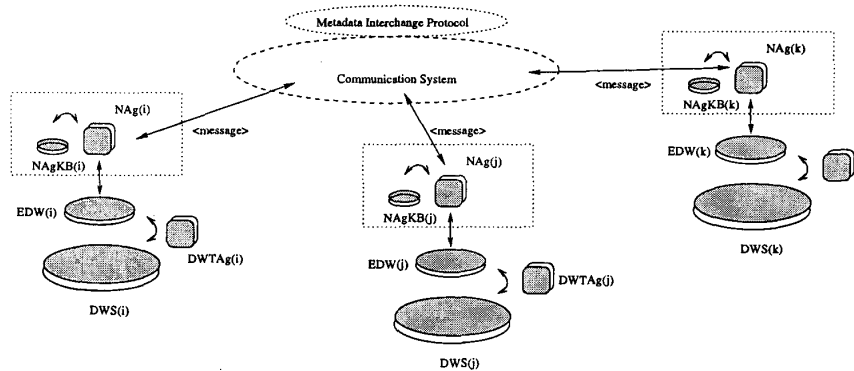 Metadata Interchange Protocol
Communication System
NAg(k)
<message>
NAgKB(k)
NAg(i)
<message>
<message>
NAgKB(i)
NAg(j)
EDW(k)
NAgKB(j)
EDW(i)
DWTAg(i)
EDW(j)
DWS(k)
DWTAg(j)
DWS(i)
DWS(j)